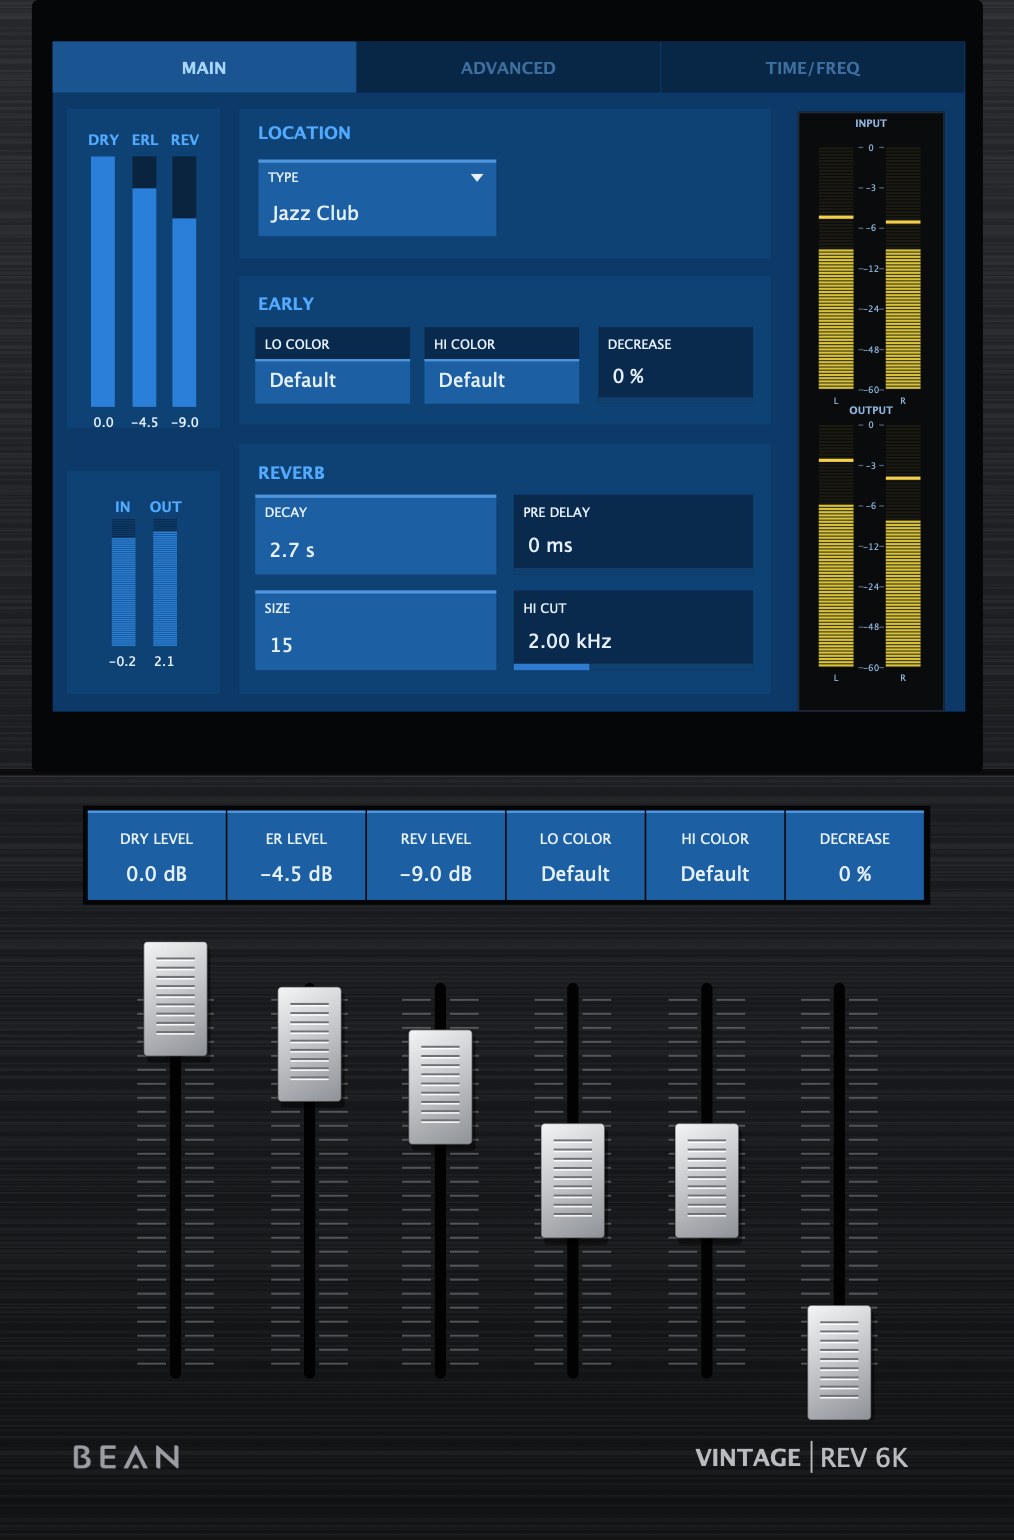 MAIN ADVANCED TIME/FREQ
DRY ERL REV
0.0 -4.5 -9.0
IN OUT
-0.2 2.1
LOCATION
TYPE
Jazz Club
EARLY
LO COLOR HI COLOR DECREASE
Default Default 0 %
REVERB
DECAY PRE DELAY
2.7 s 0 ms
SIZE HI CUT
15 2.00 kHz
INPUT
0
-3
-6
-12
-24
-48
-60
L R
OUTPUT
0
-3
-6
-12
-24
-48
-60
L R
DRY LEVEL ER LEVEL REV LEVEL LO COLOR HI COLOR DECREASE
0.0 dB -4.5 dB -9.0 dB Default Default 0 %
BEAN VINTAGE | REV 6K